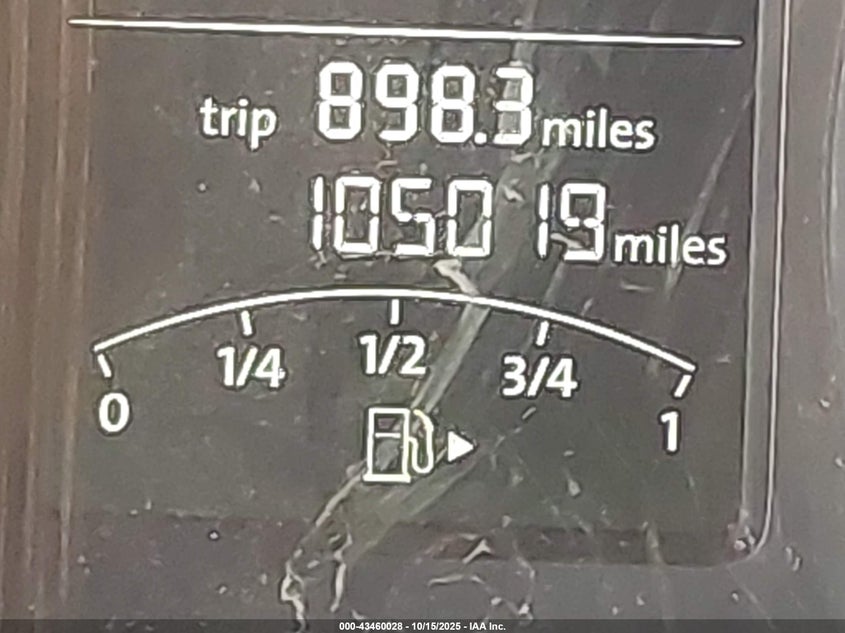 trip 898.3 miles
105019 miles
0 1/4 1/2 3/4 1
000-43460028 - 10/15/2025 - IAA Inc.